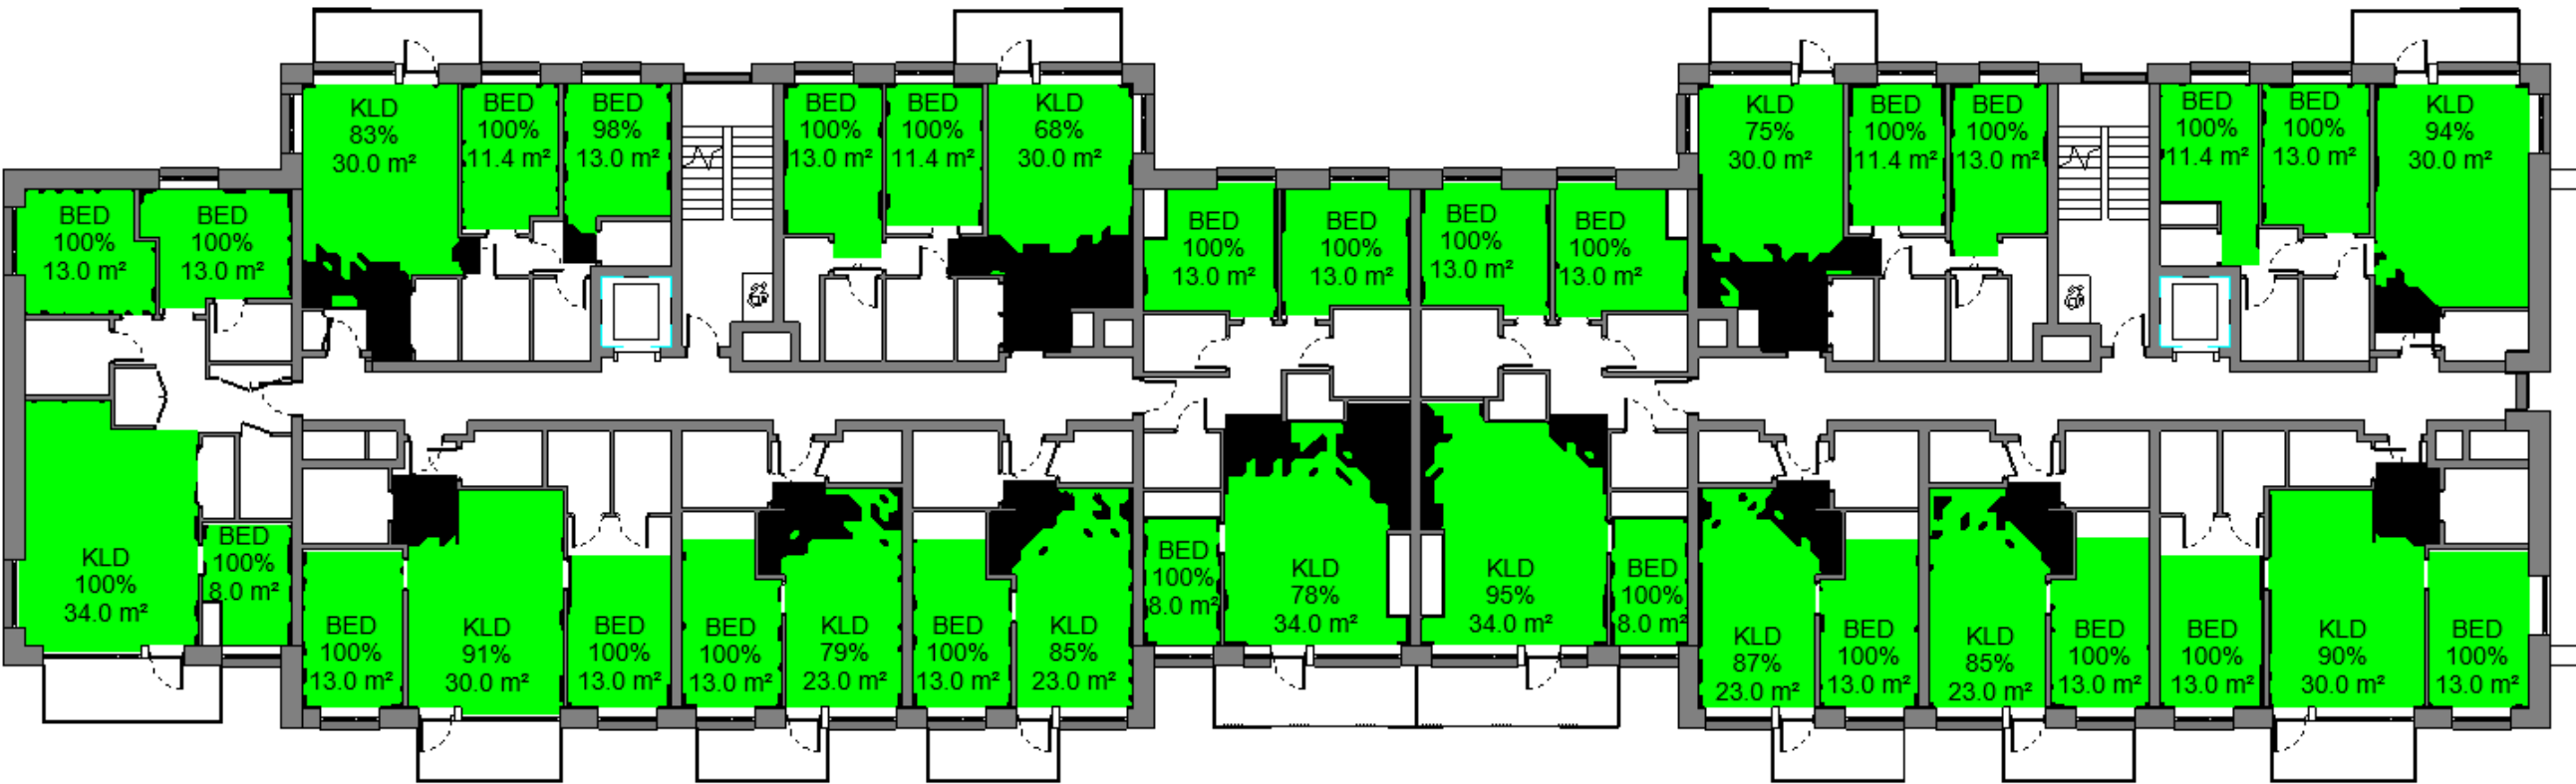 KLD
83%
30.0 m²
BED
100%
11.4 m²
BED
98%
13.0 m²
BED
100%
13.0 m²
BED
100%
11.4 m²
KLD
68%
30.0 m²
KLD
75%
30.0 m²
BED
100%
11.4 m²
BED
100%
13.0 m²
BED
100%
11.4 m²
BED
100%
13.0 m²
KLD
94%
30.0 m²
BED
100%
13.0 m²
BED
100%
13.0 m²
BED
100%
13.0 m²
BED
100%
13.0 m²
BED
100%
13.0 m²
BED
100%
13.0 m²
KLD
100%
34.0 m²
BED
100%
8.0 m²
BED
100%
13.0 m²
KLD
91%
30.0 m²
BED
100%
13.0 m²
BED
100%
13.0 m²
KLD
79%
23.0 m²
BED
100%
13.0 m²
KLD
85%
23.0 m²
BED
100%
8.0 m²
KLD
78%
34.0 m²
KLD
95%
34.0 m²
BED
100%
8.0 m²
KLD
87%
23.0 m²
BED
100%
13.0 m²
KLD
85%
23.0 m²
BED
100%
13.0 m²
BED
100%
13.0 m²
KLD
90%
30.0 m²
BED
100%
13.0 m²